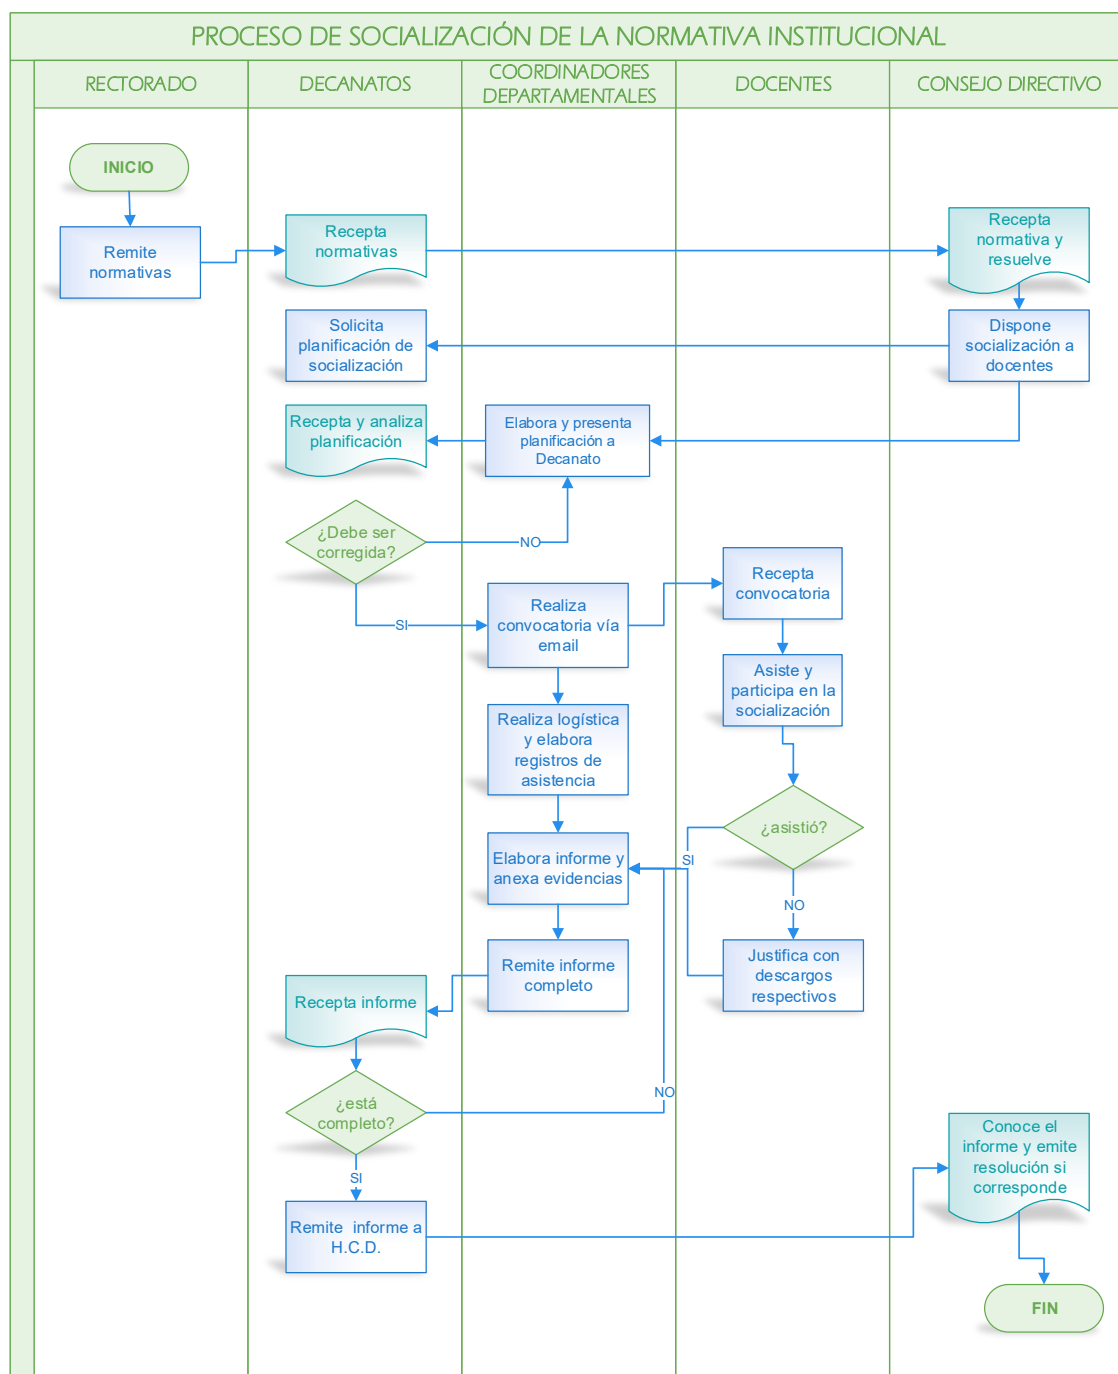 PROCESO DE SOCIALIZACIÓN DE LA NORMATIVA INSTITUCIONAL
RECTORADO
DECANATOS
COORDINADORES
DEPARTAMENTALES
DOCENTES
CONSEJO DIRECTIVO
INICIO
Remite
normativas
Recepta
normativas
Recepta
normativa y
resuelve
Solicita
planificación de
socialización
Dispone
socialización a
docentes
Recepta y analiza
planificación
Elabora y presenta
planificación a
Decanato
¿Debe ser
corregida?
NO
SI
Realiza
convocatoria vía
email
Recepta
convocatoria
Asiste y
participa en la
socialización
Realiza logística
y elabora
registros de
asistencia
¿asistió?
SI
NO
Elabora informe y
anexa evidencias
Justifica con
descargos
respectivos
Remite informe
completo
Recepta informe
¿está
completo?
NO
SI
Remite  informe a
H.C.D.
Conoce el
informe y emite
resolución si
corresponde
FIN